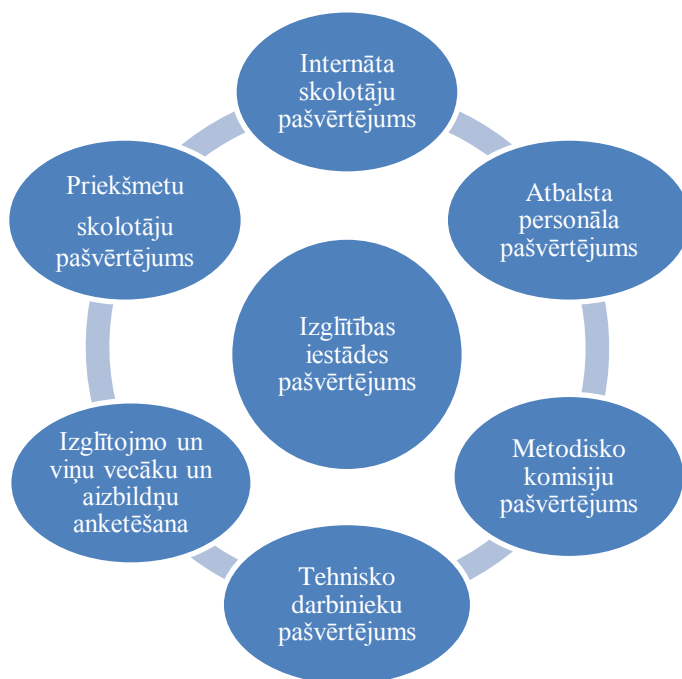 Internāta
skolotāju
pašvērtējums
Atbalsta
personāla
pašvērtējums
Metodisko
komisiju
pašvērtējums
Tehnisko
darbinieku
pašvērtējums
Izglītojmo un
viņu vecāku un
aizbildņu
anketēšana
Priekšmetu
skolotāju
pašvērtējums
Izglītības
iestādes
pašvērtējums